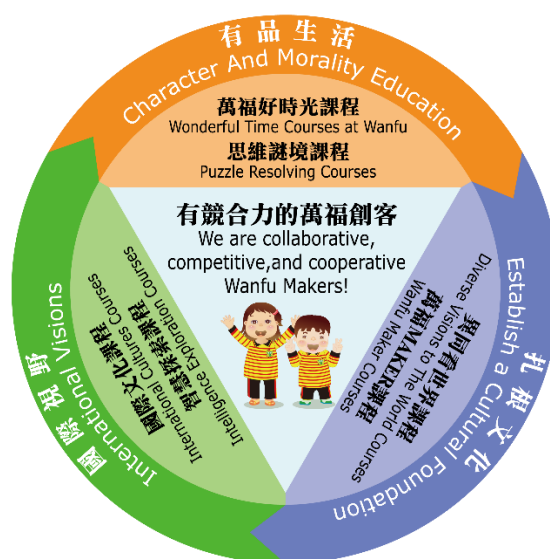 有品生活
Character And Morality Education
萬福好時光課程
Wonderful Time Courses at Wanfu
思維謎境課程
Puzzle Resolving Courses
有競合力的萬福創客
We are collaborative,
competitive,and cooperative
Wanfu Makers!
國際視野
International Visions
國際文化課程
International Cultures Courses
智慧探索課程
Intelligence Exploration Courses
異向看世界課程
Diverse Visions to The World Courses
萬福MAKER課程
Wanfu Maker Courses
Establish a Cultural Foundation
扎根文化